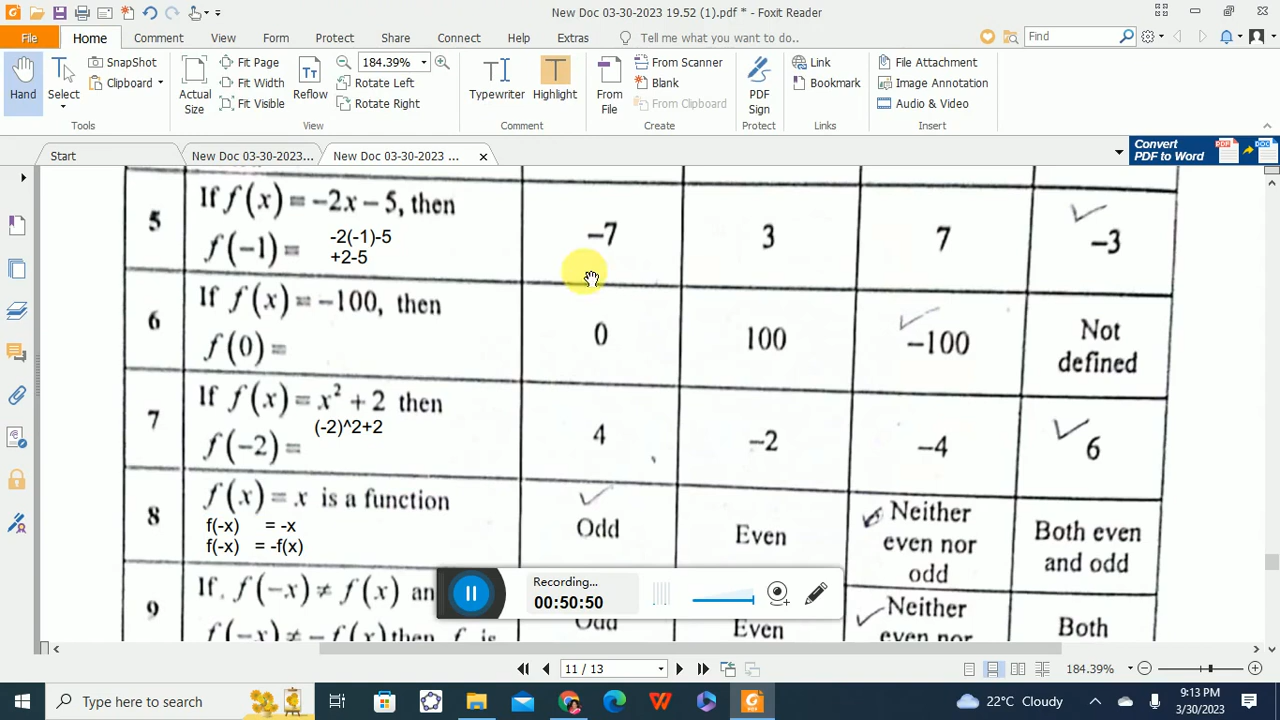 New Doc 03-30-2023 19.52 (1).pdf * - Foxit Reader
File Home Comment View Form Protect Share Connect Help Extras Tell me what you want to do... Find
Hand
Select
SnapShot
Clipboard
Tools
Actual Size
Fit Page
Fit Width
Fit Visible
Reflow
184.39%
Rotate Left
Rotate Right
View
Typewriter
Highlight
Comment
From File
From Scanner
Blank
From Clipboard
Create
PDF Sign
Protect
Link
Bookmark
Links
File Attachment
Image Annotation
Audio & Video
Insert
Start New Doc 03-30-2023... New Doc 03-30-2023 ...
Convert
PDF to Word
5 If f(x) = −2x − 5, then
f(−1) = -2(-1)-5
+2-5
−7 3 7 −3
6 If f(x) = −100, then
f(0) =
0 100 −100 Not defined
7 If f(x) = x² + 2 then
(-2)^2+2
f(−2) =
4 −2 −4 6
8 f(x) = x is a function
f(-x) = -x
f(-x) = -f(x)
Odd Even Neither even nor odd Both even and odd
9 If, f(−x) ≠ f(x) an
f(−x) ≠ − f(x) then f is
Odd Even Neither even nor Both
Recording...
00:50:50
11 / 13
184.39%
Type here to search
22°C Cloudy
9:13 PM
3/30/2023